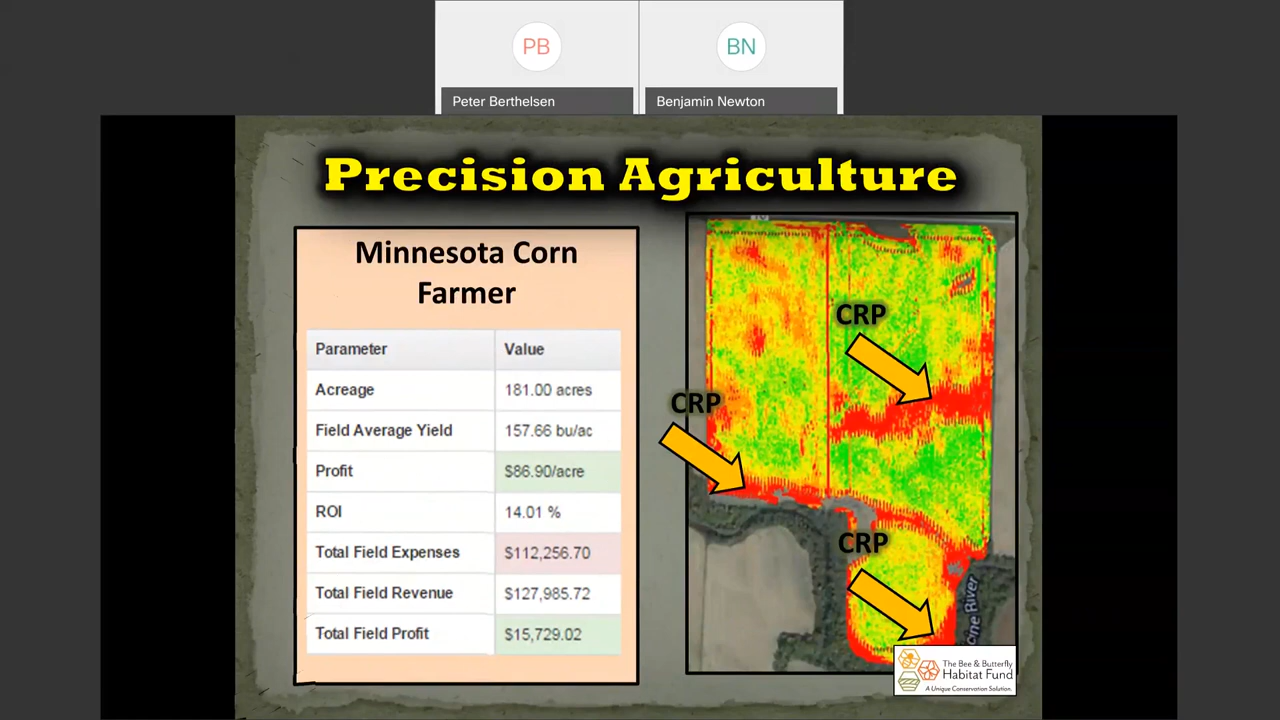 PB
BN
Peter Berthelsen
Benjamin Newton
Precision Agriculture
Minnesota Corn
Farmer
Parameter Value
Acreage 181.00 acres
Field Average Yield 157.66 bu/ac
Profit $86.90/acre
ROI 14.01 %
Total Field Expenses $112,256.70
Total Field Revenue $127,985.72
Total Field Profit $15,729.02
CRP
CRP
CRP
cine River
The Bee & Butterfly
Habitat Fund
A Unique Conservation Solution.